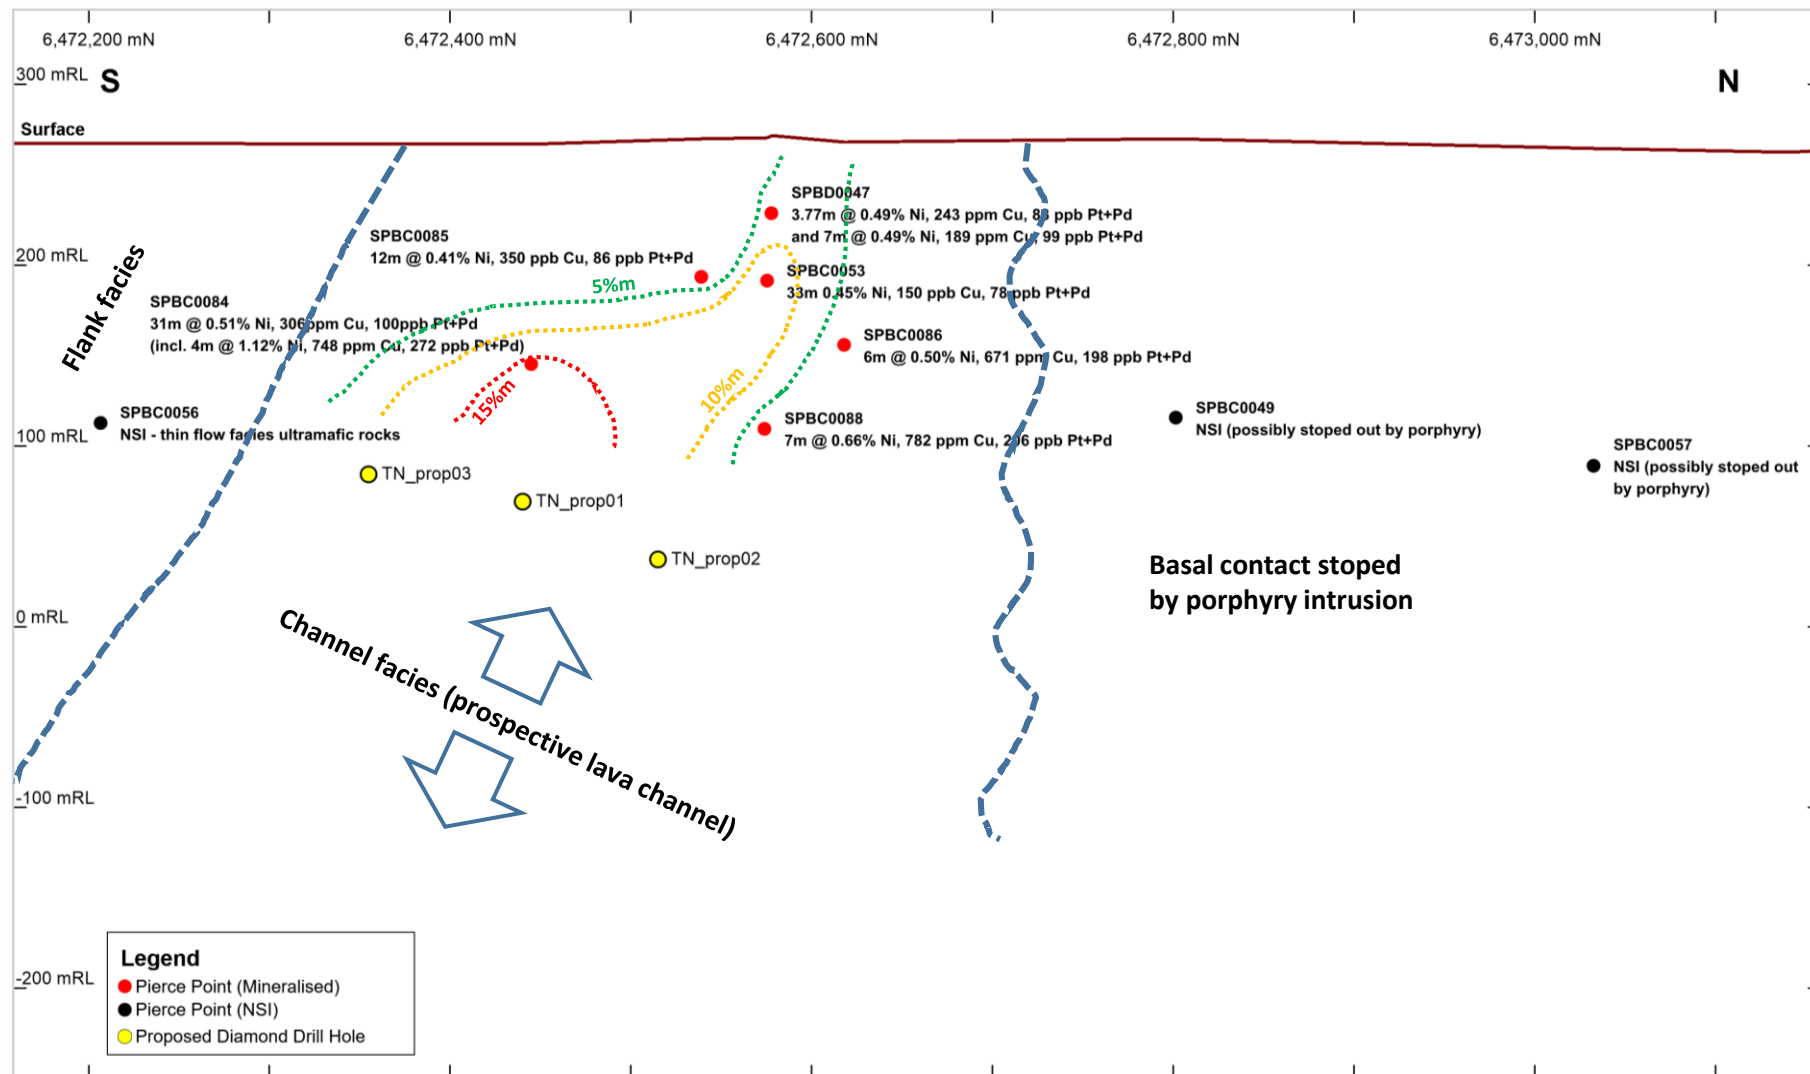 6,472,200 mN
6,472,400 mN
6,472,600 mN
6,472,800 mN
6,473,000 mN
300 mRL
S
N
Surface
SPBD0047
3.77m @ 0.49% Ni, 243 ppm Cu, 83 ppb Pt+Pd
and 7m @ 0.49% Ni, 189 ppm Cu, 99 ppb Pt+Pd
SPBC0085
12m @ 0.41% Ni, 350 ppb Cu, 86 ppb Pt+Pd
200 mRL
Flank facies
SPBC0053
33m 0.45% Ni, 150 ppb Cu, 78 ppb Pt+Pd
5%m
SPBC0084
31m @ 0.51% Ni, 306ppm Cu, 100ppb Pt+Pd
(incl. 4m @ 1.12% Ni, 748 ppm Cu, 272 ppb Pt+Pd)
SPBC0086
6m @ 0.50% Ni, 671 ppm Cu, 198 ppb Pt+Pd
15%m
10%m
SPBC0056
NSI - thin flow facies ultramafic rocks
SPBC0088
7m @ 0.66% Ni, 782 ppm Cu, 206 ppb Pt+Pd
SPBC0049
NSI (possibly stoped out by porphyry)
SPBC0057
NSI (possibly stoped out
by porphyry)
100 mRL
TN_prop03
TN_prop01
TN_prop02
Basal contact stoped
by porphyry intrusion
0 mRL
Channel facies (prospective lava channel)
-100 mRL
-200 mRL
Legend
Pierce Point (Mineralised)
Pierce Point (NSI)
Proposed Diamond Drill Hole